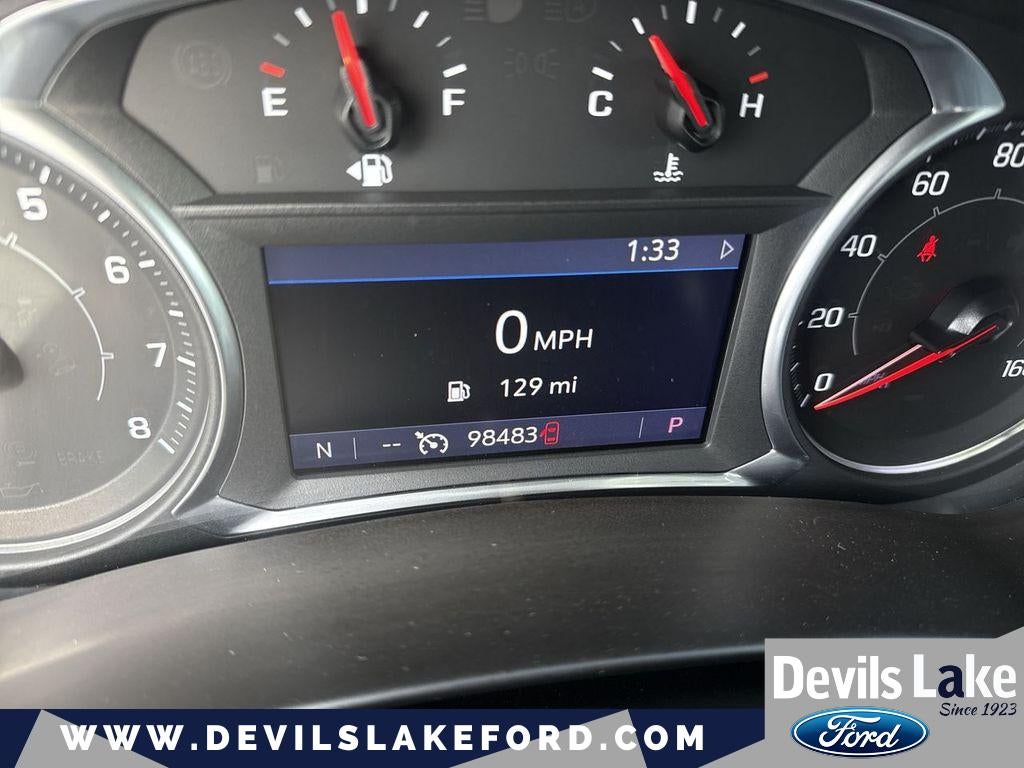 E F C H
5
6
7
8
BRAKE
1:33
0 MPH
129 mi
N -- 98483 P
0
20
40
60
80
WWW.DEVILSLAKEFORD.COM
Devils Lake
Since 1923
Ford